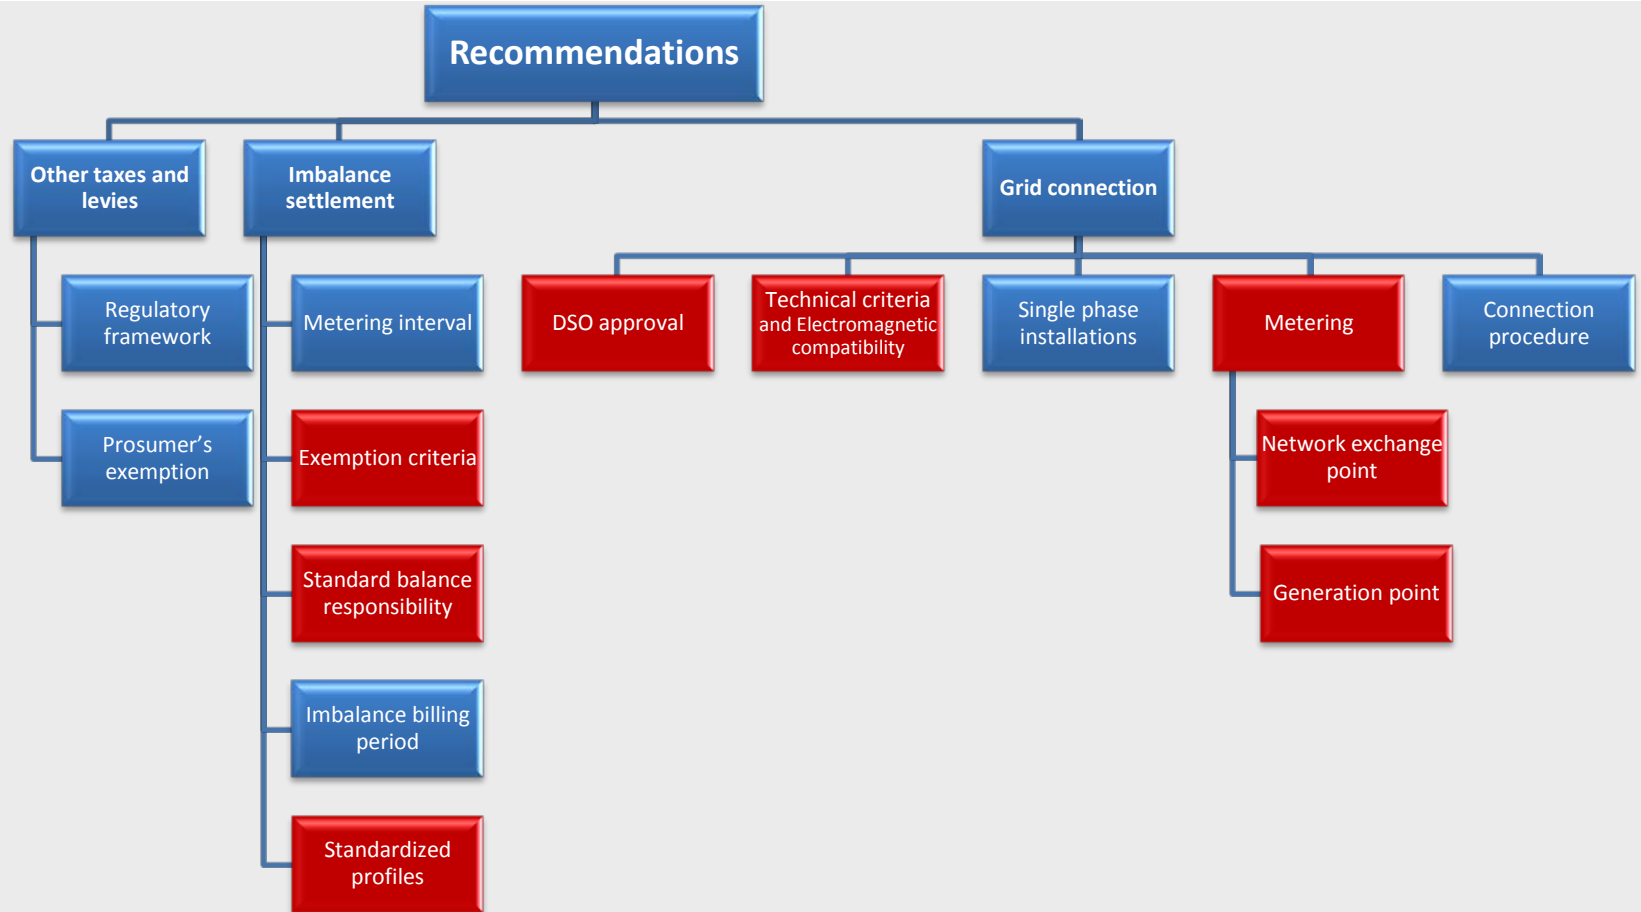 Recommendations
Other taxes and
levies
Imbalance
settlement
Grid connection
Regulatory
framework
Prosumer’s
exemption
Metering interval
Exemption criteria
Standard balance
responsibility
Imbalance billing
period
Standardized
profiles
DSO approval
Technical criteria
and Electromagnetic
compatibility
Single phase
installations
Metering
Network exchange
point
Generation point
Connection
procedure